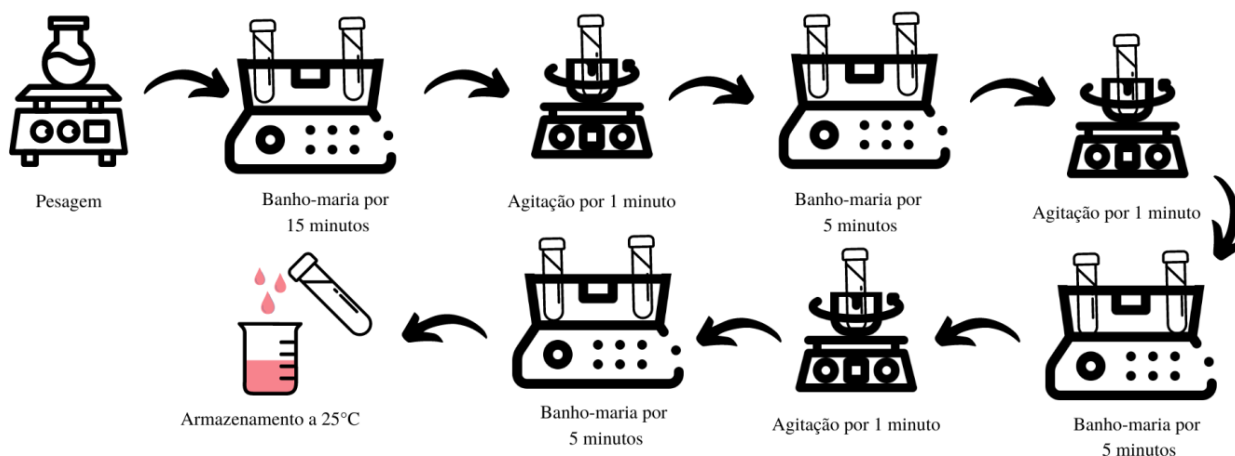 Pesagem
Banho-maria por
15 minutos
Agitação por 1 minuto
Banho-maria por
5 minutos
Agitação por 1 minuto
Banho-maria por
5 minutos
Agitação por 1 minuto
Banho-maria por
5 minutos
Armazenamento a 25°C